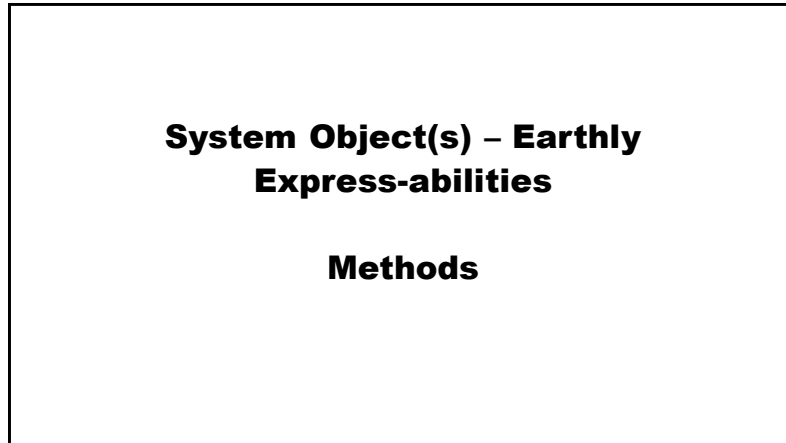 System Object(s) – Earthly
Express-abilities
Methods